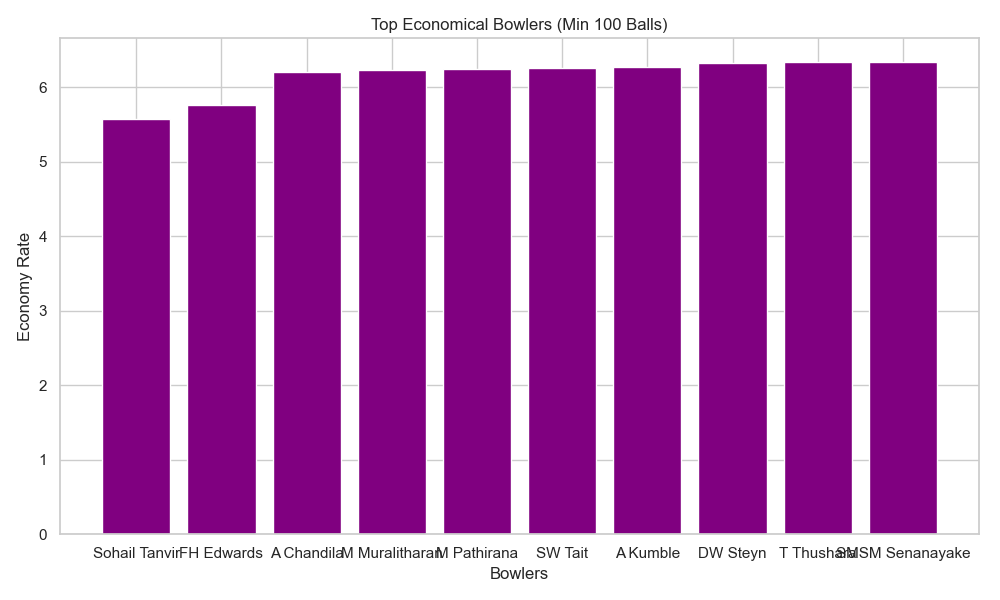 Top Economical Bowlers (Min 100 Balls)
Economy Rate
6
5
4
3
2
1
0
Sohail Tanvir FH Edwards A Chandila M Muralitharan M Pathirana SW Tait A Kumble DW Steyn T Thushara SMSM Senanayake
Bowlers